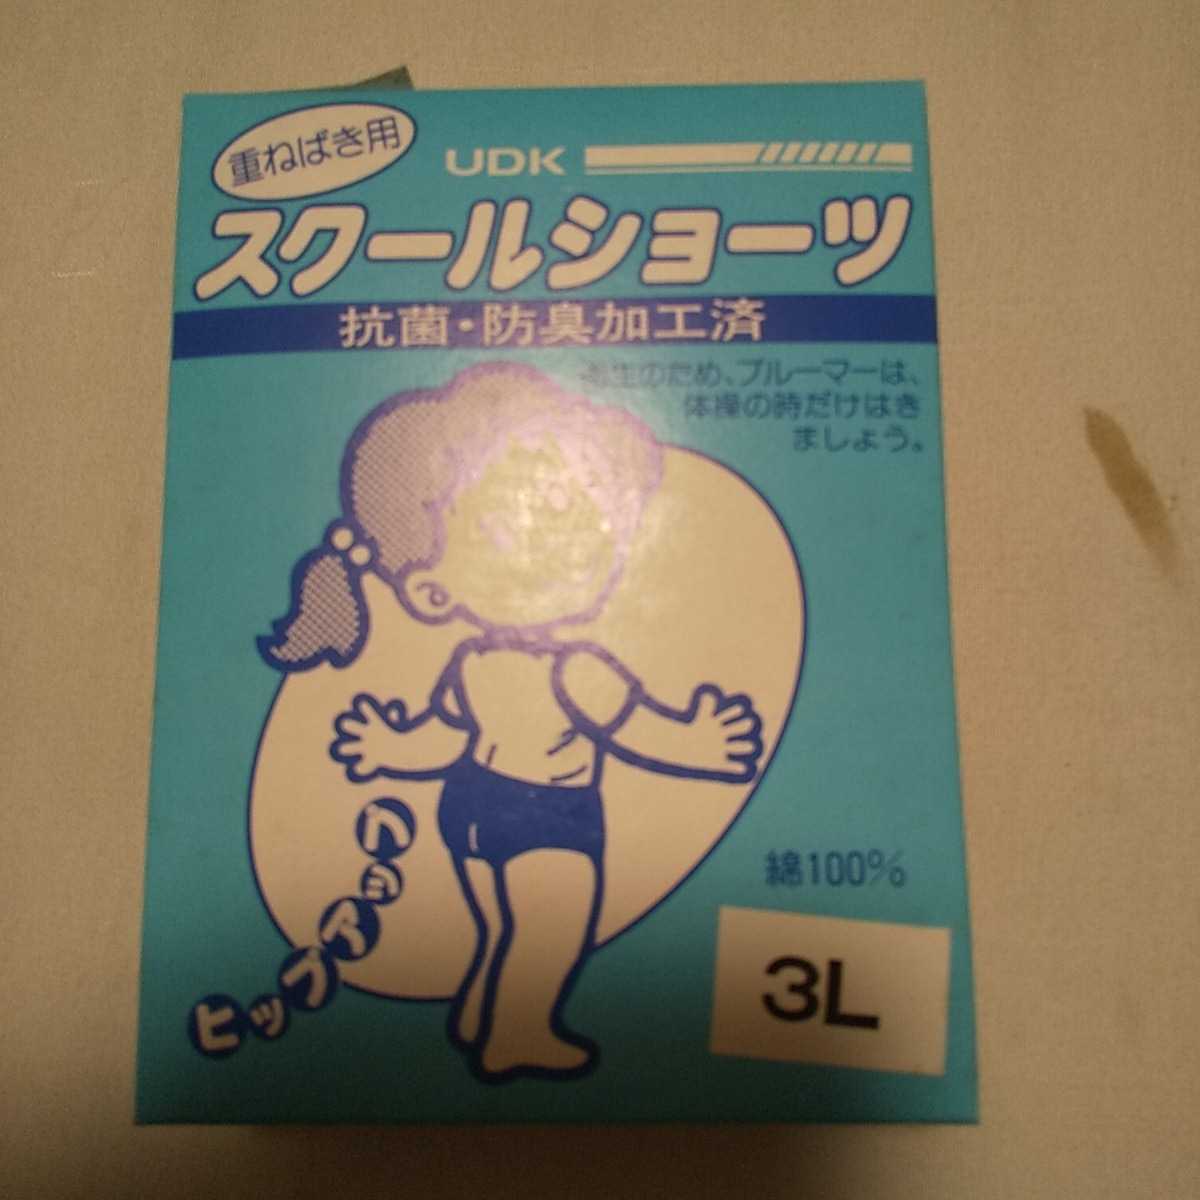 重ねばき用
UDK
スクールショーツ
抗菌・防臭加工済
衛生のため、ブルーマーは、
体操の時だけはき
ましょう。
ヒップアップ
綿100%
3L